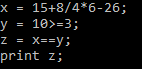 x = 15+8/4*6-26;
y = 10>=3;
z = x==y;
print z;